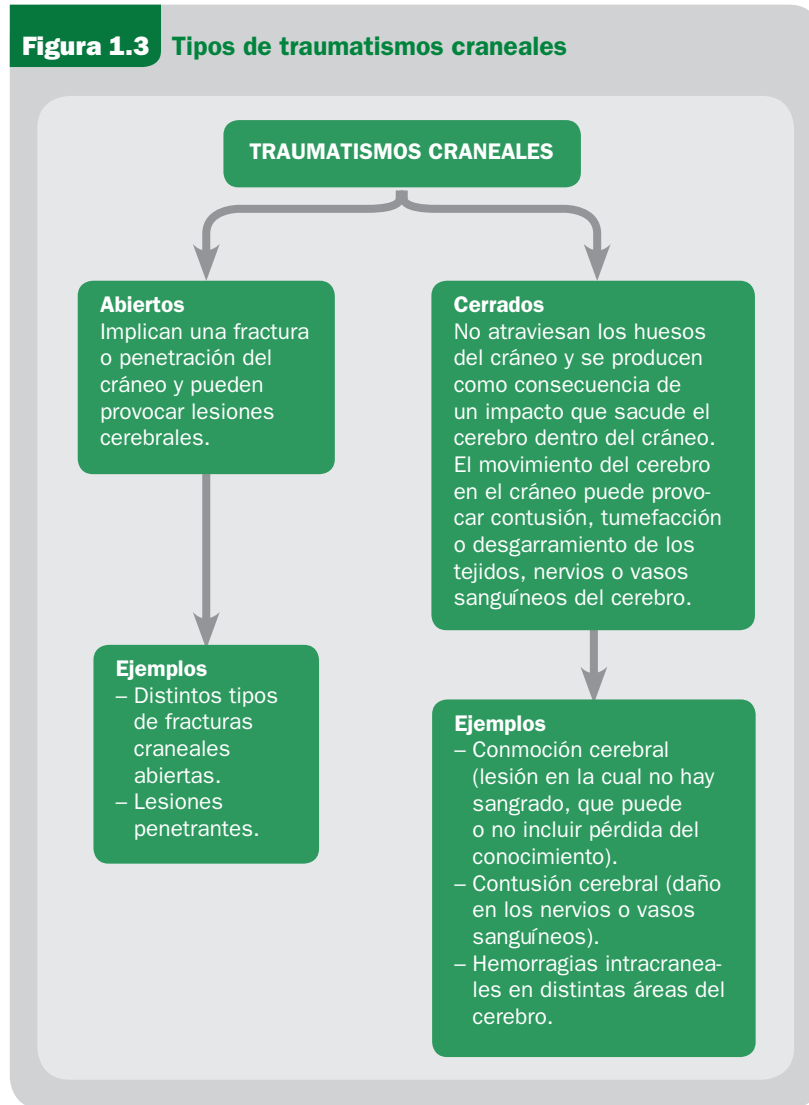 Figura 1.3 Tipos de traumatismos craneales
TRAUMATISMOS CRANEALES
Abiertos
Implican una fractura
o penetración del
cráneo y pueden
provocar lesiones
cerebrales.
Cerrados
No atraviesan los huesos
del cráneo y se producen
como consecuencia de
un impacto que sacude el
cerebro dentro del cráneo.
El movimiento del cerebro
en el cráneo puede provo-
car contusión, tumefacción
o desgarramiento de los
tejidos, nervios o vasos
sanguíneos del cerebro.
Ejemplos
– Distintos tipos
de fracturas
craneales
abiertas.
– Lesiones
penetrantes.
Ejemplos
– Conmoción cerebral
(lesión en la cual no hay
sangrado, que puede
o no incluir pérdida del
conocimiento).
– Contusión cerebral (daño
en los nervios o vasos
sanguíneos).
– Hemorragias intracranea-
les en distintas áreas del
cerebro.